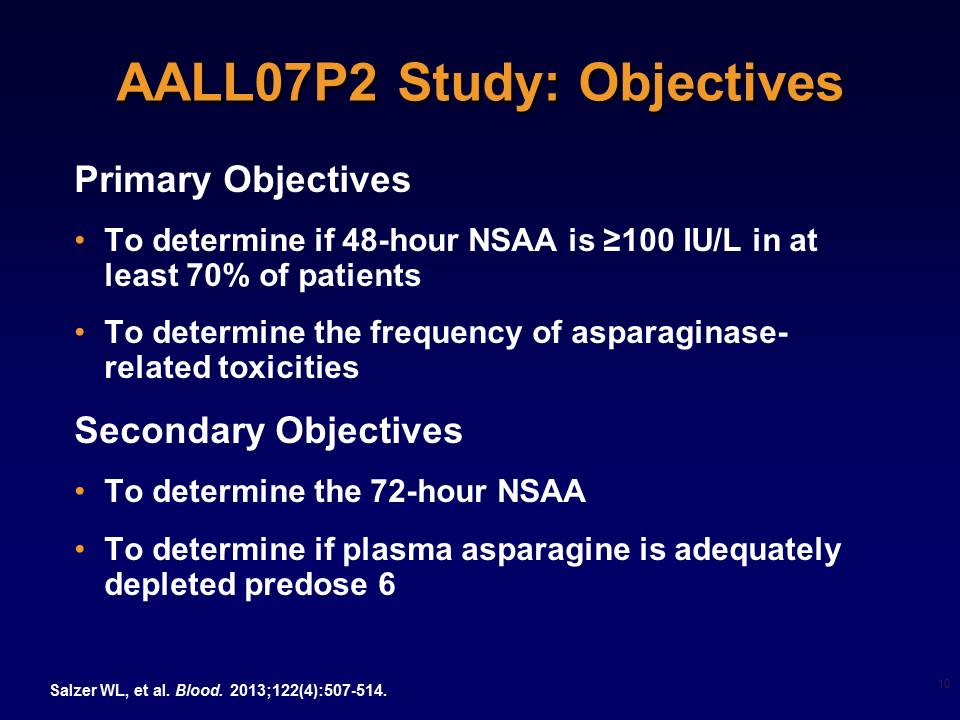 AALL07P2 Study: Objectives
Primary Objectives
• To determine if 48-hour NSAA is ≥100 IU/L in at
least 70% of patients
• To determine the frequency of asparaginase-
related toxicities
Secondary Objectives
• To determine the 72-hour NSAA
• To determine if plasma asparagine is adequately
depleted predose 6
Salzer WL, et al. Blood. 2013;122(4):507-514.
10